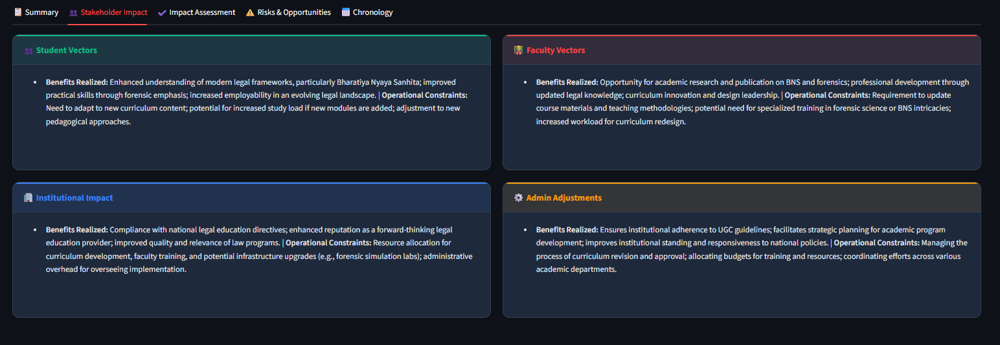 Summary Stakeholder Impact Impact Assessment Risks & Opportunities Chronology
Student Vectors
• Benefits Realized: Enhanced understanding of modern legal frameworks, particularly Bharatiya Nyaya Sanhita; improved
practical skills through forensic emphasis; increased employability in an evolving legal landscape. | Operational Constraints:
Need to adapt to new curriculum content; potential for increased study load if new modules are added; adjustment to new
pedagogical approaches.
Faculty Vectors
• Benefits Realized: Opportunity for academic research and publication on BNS and forensics; professional development through
updated legal knowledge; curriculum innovation and design leadership. | Operational Constraints: Requirement to update
course materials and teaching methodologies; potential need for specialized training in forensic science or BNS intricacies;
increased workload for curriculum redesign.
Institutional Impact
• Benefits Realized: Compliance with national legal education directives; enhanced reputation as a forward-thinking legal
education provider; improved quality and relevance of law programs. | Operational Constraints: Resource allocation for
curriculum development, faculty training, and potential infrastructure upgrades (e.g., forensic simulation labs); administrative
overhead for overseeing implementation.
Admin Adjustments
• Benefits Realized: Ensures institutional adherence to UGC guidelines; facilitates strategic planning for academic program
development; improves institutional standing and responsiveness to national policies. | Operational Constraints: Managing the
process of curriculum revision and approval; allocating budgets for training and resources; coordinating efforts across various
academic departments.